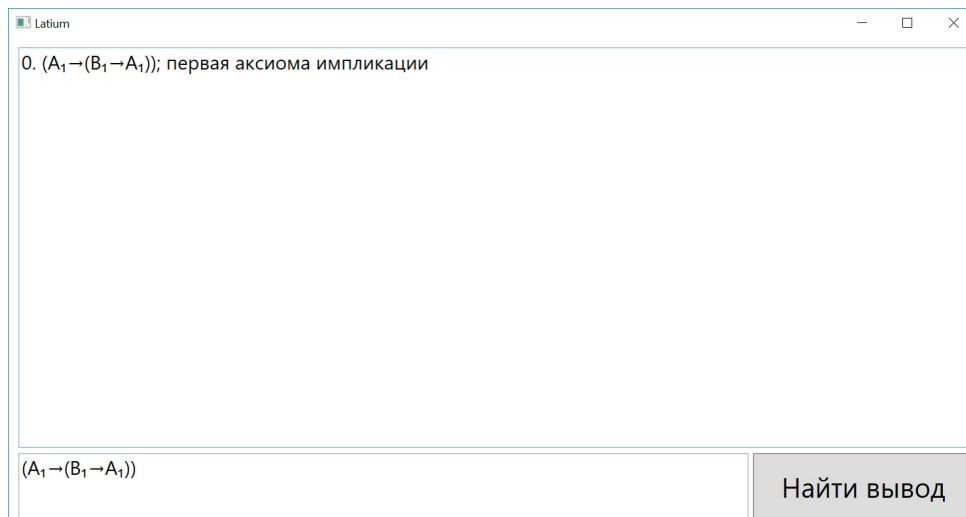 Latium
0. (A₁→(B₁→A₁)); первая аксиома импликации
(A₁→(B₁→A₁))
Найти вывод